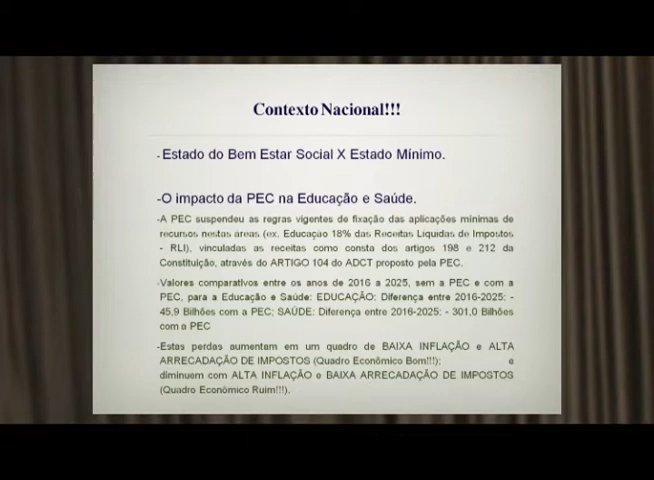 Contexto Nacional!!!
- Estado do Bem Estar Social X Estado Mínimo.
-O impacto da PEC na Educação e Saúde.
-A PEC suspendeu as regras vigentes de fixação das aplicações mínimas de
recursos nestas áreas (ex. Educação 18% das Receitas Líquidas de Impostos
- RLI), vinculadas as receitas como consta dos artigos 198 e 212 da
Constituição, através do ARTIGO 104 do ADCT proposto pela PEC.
-Valores comparativos entre os anos de 2016 a 2025, sem a PEC e com a
PEC, para a Educação e Saúde: EDUCAÇÃO: Diferença entre 2016-2025: -
45,9 Bilhões com a PEC; SAÚDE: Diferença entre 2016-2025: - 301,0 Bilhões
com a PEC
-Estas perdas aumentam em um quadro de BAIXA INFLAÇÃO e ALTA
ARRECADAÇÃO DE IMPOSTOS (Quadro Econômico Bom!!!); e
diminuem com ALTA INFLAÇÃO e BAIXA ARRECADAÇÃO DE IMPOSTOS
(Quadro Econômico Ruim!!!).